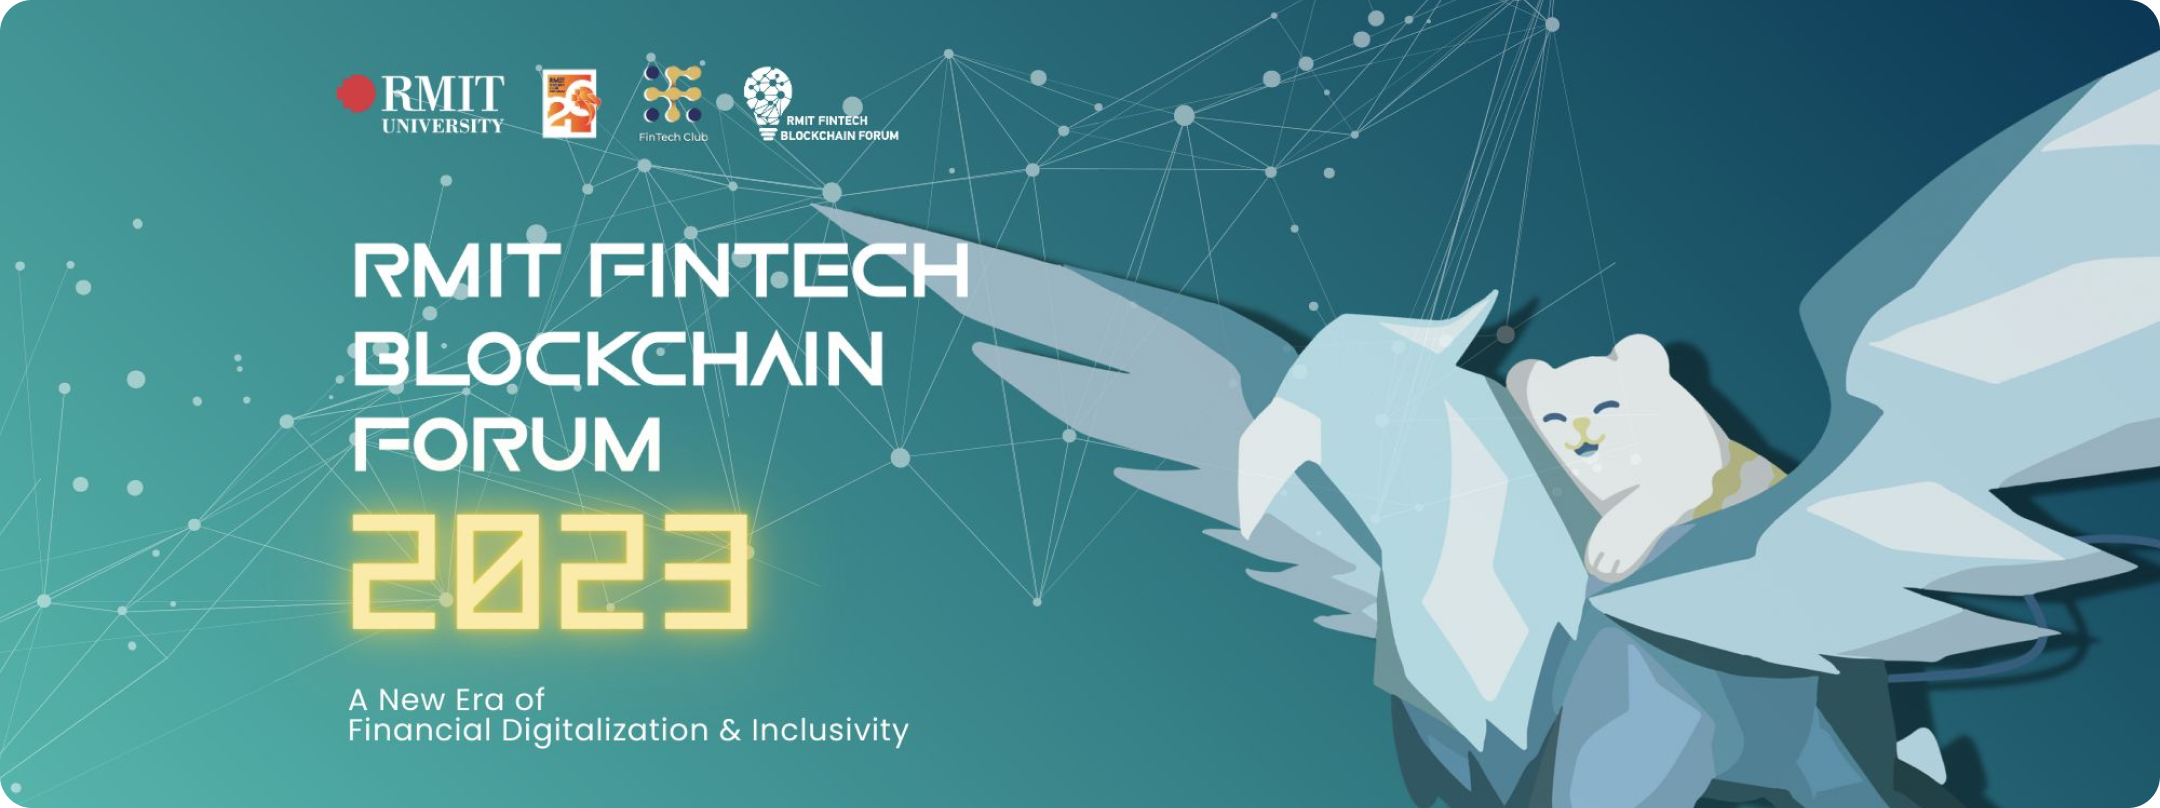 RMIT
UNIVERSITY
FinTech Club
RMIT FINTECH
BLOCKCHAIN FORUM
RMIT FINTECH
BLOCKCHAIN
FORUM
2023
A New Era of
Financial Digitalization & Inclusivity